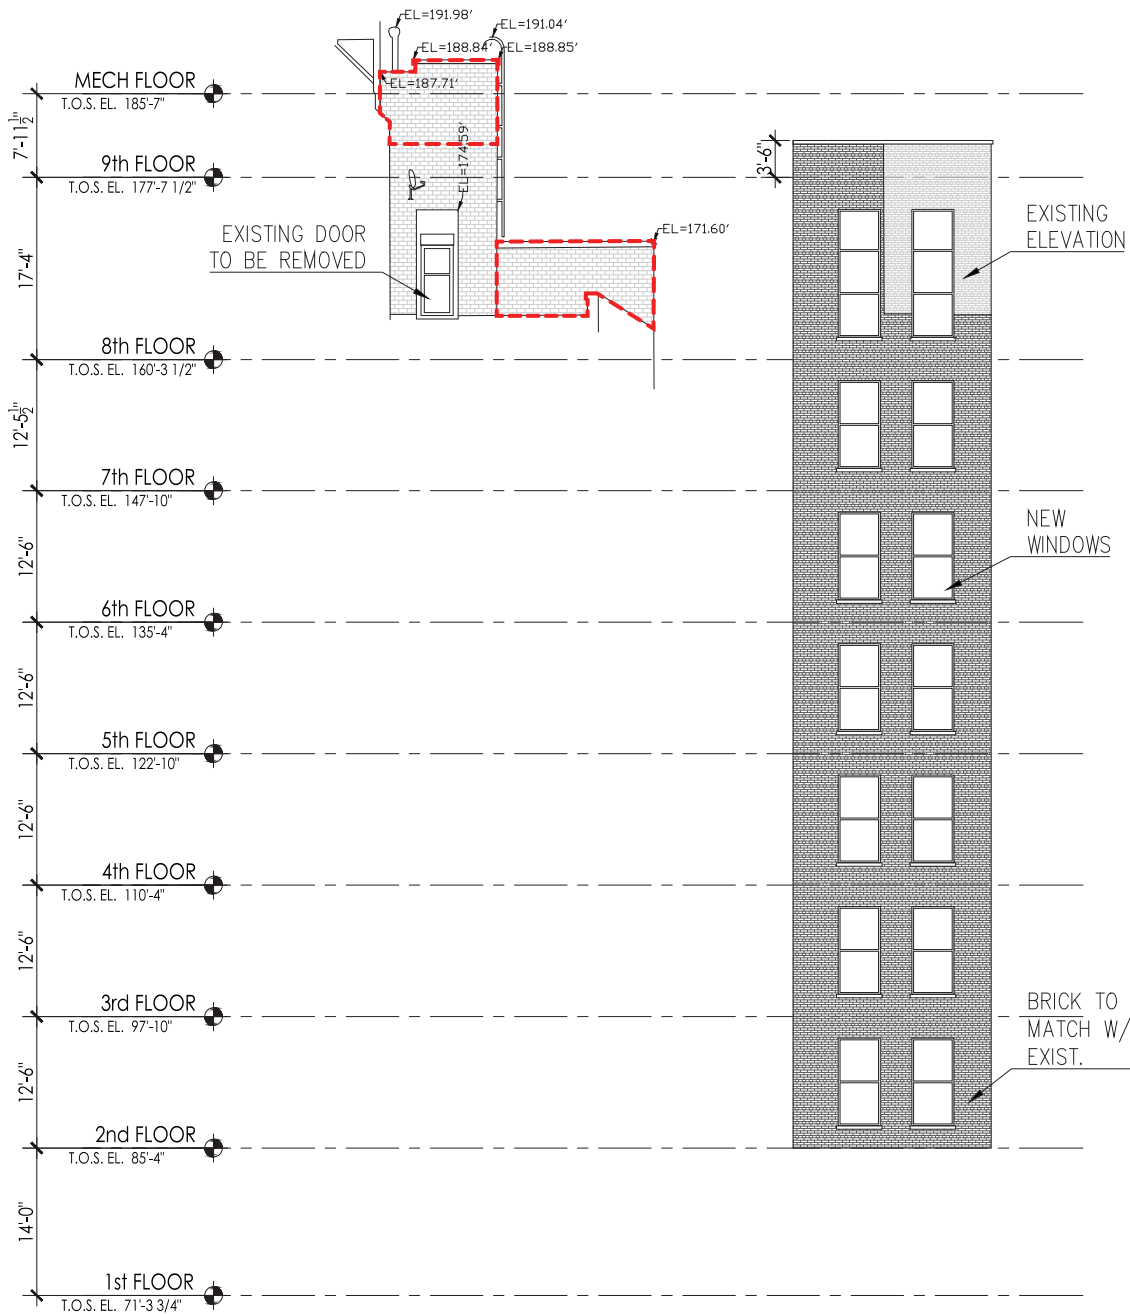 EL=191.98'
EL=191.04'
EL=188.84'
EL=188.85'
EL=187.71'
MECH FLOOR
T.O.S. EL. 185'-7"
7'-11 1/2"
9th FLOOR
T.O.S. EL. 177'-7 1/2"
EL=174.59'
3'-6"
EXISTING DOOR
TO BE REMOVED
EL=171.60'
EXISTING
ELEVATION
17'-4"
8th FLOOR
T.O.S. EL. 160'-3 1/2"
12'-5 1/2"
7th FLOOR
T.O.S. EL. 147'-10"
NEW
WINDOWS
12'-6"
6th FLOOR
T.O.S. EL. 135'-4"
12'-6"
5th FLOOR
T.O.S. EL. 122'-10"
12'-6"
4th FLOOR
T.O.S. EL. 110'-4"
12'-6"
3rd FLOOR
T.O.S. EL. 97'-10"
BRICK TO
MATCH W/
EXIST.
12'-6"
2nd FLOOR
T.O.S. EL. 85'-4"
14'-0"
1st FLOOR
T.O.S. EL. 71'-3 3/4"